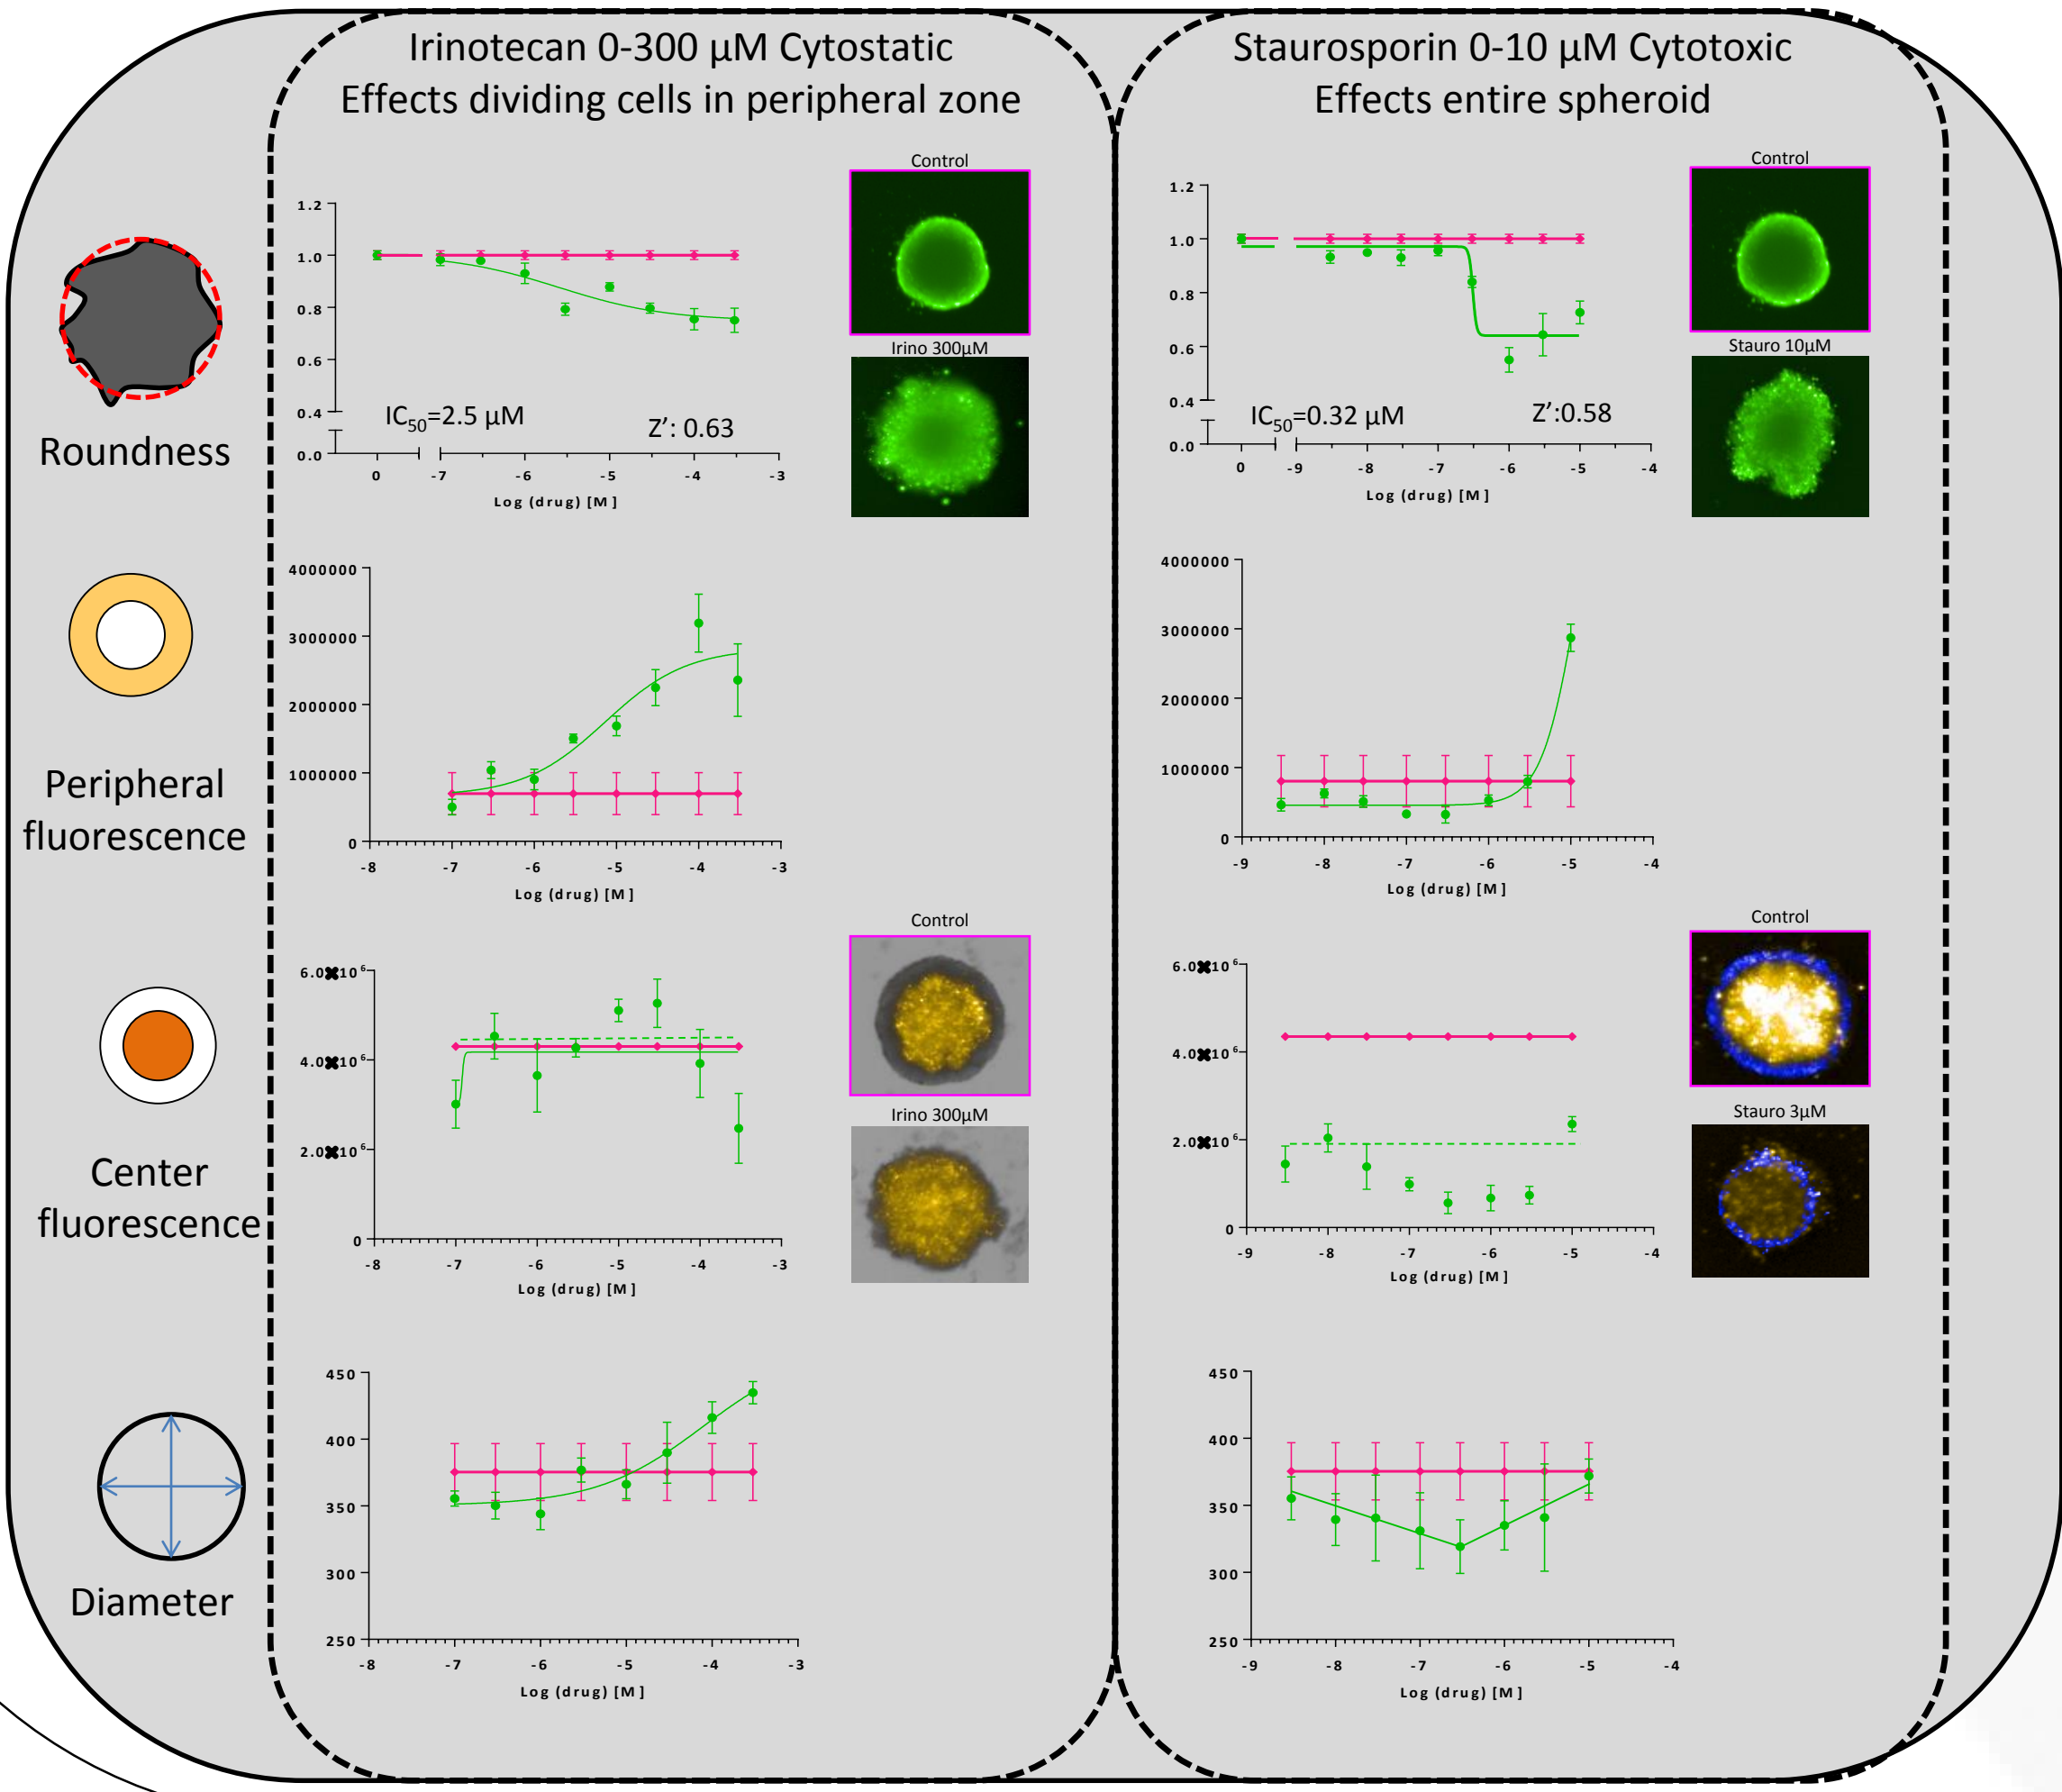 Irinotecan 0-300 µM Cytostatic
Effects dividing cells in peripheral zone
Staurosporin 0-10 µM Cytotoxic
Effects entire spheroid
Roundness
1.2
1.0
0.8
0.6
0.4
0.0
IC50=2.5 µM
Z’: 0.63
0 -7 -6 -5 -4 -3
Log (drug) [M]
Control
Irino 300µM
1.2
1.0
0.8
0.6
0.4
0.0
IC50=0.32 µM
Z’:0.58
0 -9 -8 -7 -6 -5 -4
Log (drug) [M]
Control
Stauro 10µM
Peripheral
fluorescence
4000000
3000000
2000000
1000000
0
-8 -7 -6 -5 -4 -3
Log (drug) [M]
4000000
3000000
2000000
1000000
0
-9 -8 -7 -6 -5 -4
Log (drug) [M]
Center
fluorescence
6.0✖10⁶
4.0✖10⁶
2.0✖10⁶
0
-8 -7 -6 -5 -4 -3
Log (drug) [M]
Control
Irino 300µM
6.0✖10⁶
4.0✖10⁶
2.0✖10⁶
0
-9 -8 -7 -6 -5 -4
Log (drug) [M]
Control
Stauro 3µM
Diameter
450
400
350
300
250
-8 -7 -6 -5 -4 -3
Log (drug) [M]
450
400
350
300
250
-9 -8 -7 -6 -5 -4
Log (drug) [M]